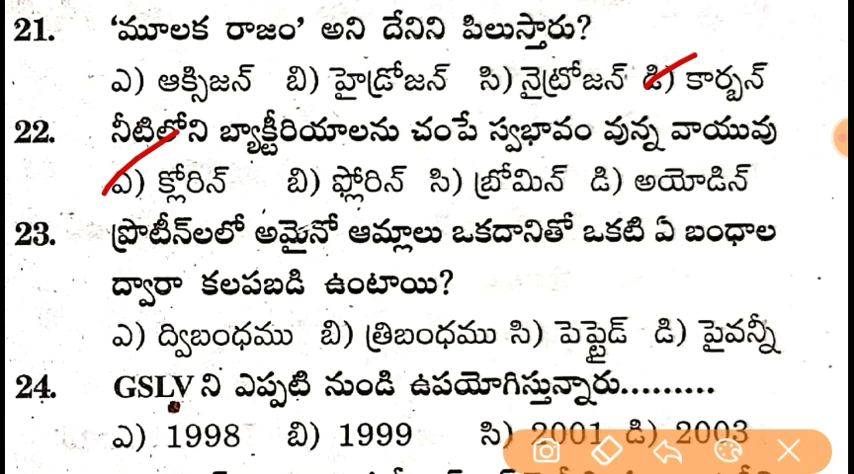 21. ‘మూలక రాజం’ అని దేనిని పిలుస్తారు?
ఎ) ఆక్సిజన్ బి) హైడ్రోజన్ సి) నైట్రోజన్ డి) కార్బన్
22. నీటిలోని బ్యాక్టీరియాలను చంపే స్వభావం వున్న వాయువు
ఎ) క్లోరిన్ బి) ఫ్లోరిన్ సి) బ్రోమిన్ డి) అయోడిన్
23. ప్రొటీన్‌లలో అమైనో ఆమ్లాలు ఒకదానితో ఒకటి ఏ బంధాల
ద్వారా కలపబడి ఉంటాయి?
ఎ) ద్విబంధము బి) త్రిబంధము సి) పెప్టైడ్ డి) పైవన్నీ
24. GSLV ని ఎప్పటి నుండి ఉపయోగిస్తున్నారు.........
ఎ) 1998 బి) 1999 సి) 2001 డి) 2003